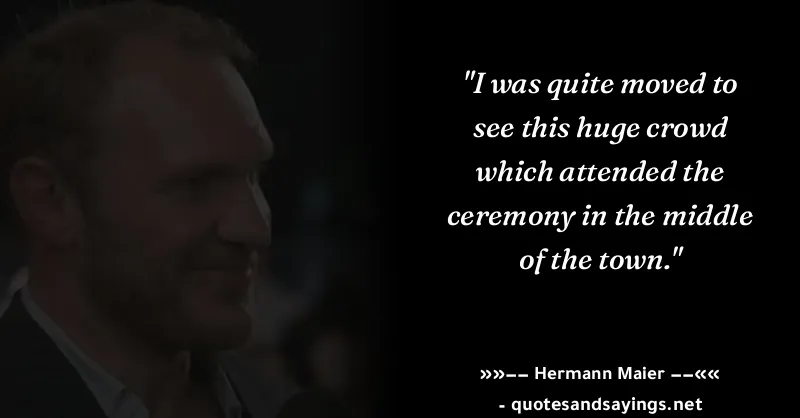 "I was quite moved to
see this huge crowd
which attended the
ceremony in the middle
of the town."
»»−− Hermann Maier −−««
- quotesandsayings.net